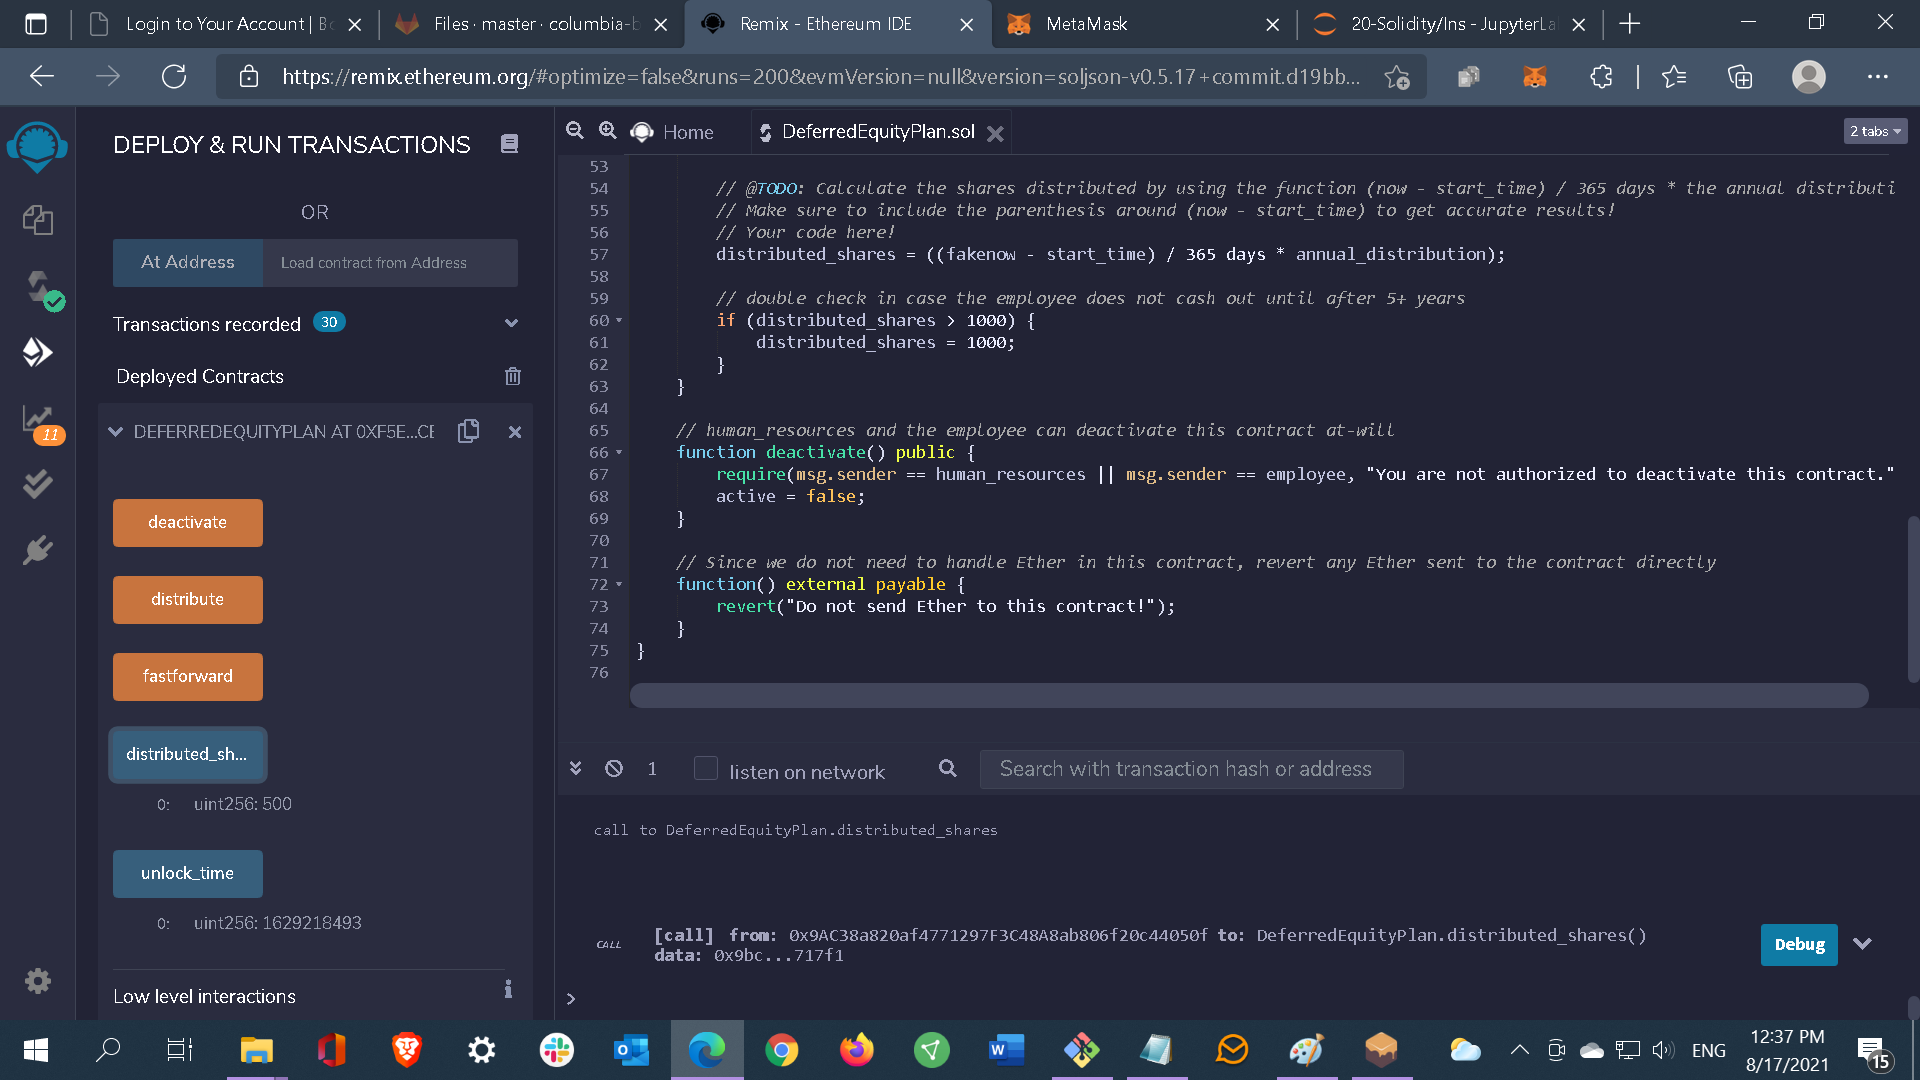 Login to Your Account | Bo
Files · master · columbia-b
Remix - Ethereum IDE
MetaMask
20-Solidity/Ins - JupyterLa
https://remix.ethereum.org/#optimize=false&runs=200&evmVersion=null&version=soljson-v0.5.17+commit.d19bb...
DEPLOY & RUN TRANSACTIONS
OR
At Address
Load contract from Address
Transactions recorded 30
Deployed Contracts
DEFERREDEQUITYPLAN AT 0XF5E...CE
11
deactivate
distribute
fastforward
distributed_sh...
0: uint256: 500
unlock_time
0: uint256: 1629218493
Low level interactions
i
Home
DeferredEquityPlan.sol
2 tabs
53
54 // @TODO: Calculate the shares distributed by using the function (now - start_time) / 365 days * the annual distributi
55 // Make sure to include the parenthesis around (now - start_time) to get accurate results!
56 // Your code here!
57 distributed_shares = ((fakenow - start_time) / 365 days * annual_distribution);
58
59 // double check in case the employee does not cash out until after 5+ years
60 if (distributed_shares > 1000) {
61 distributed_shares = 1000;
62 }
63 }
64
65 // human_resources and the employee can deactivate this contract at-will
66 function deactivate() public {
67 require(msg.sender == human_resources || msg.sender == employee, "You are not authorized to deactivate this contract."
68 active = false;
69 }
70
71 // Since we do not need to handle Ether in this contract, revert any Ether sent to the contract directly
72 function() external payable {
73 revert("Do not send Ether to this contract!");
74 }
75 }
76
1
listen on network
Search with transaction hash or address
call to DeferredEquityPlan.distributed_shares
CALL
[call] from: 0x9AC38a820af4771297F3C48A8ab806f20c44050f to: DeferredEquityPlan.distributed_shares()
data: 0x9bc...717f1
Debug
>
ENG
12:37 PM
8/17/2021
15